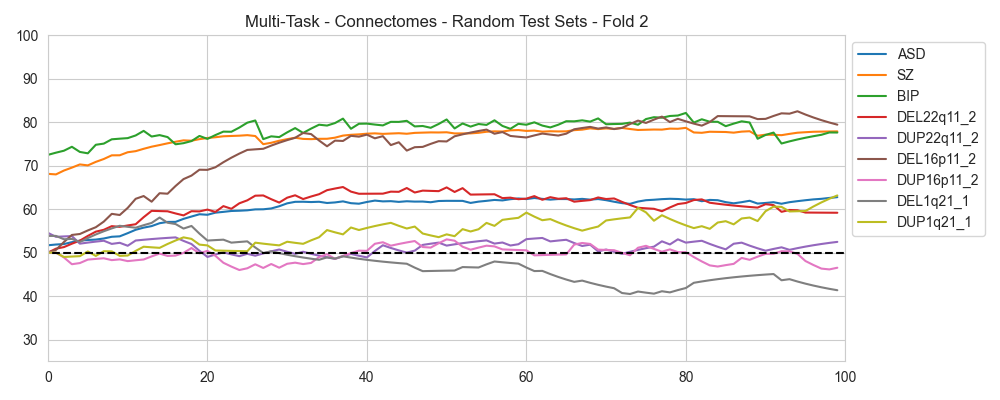 Multi-Task - Connectomes - Random Test Sets - Fold 2
100
90
80
70
60
50
40
30
0
20
40
60
80
100
ASD
SZ
BIP
DEL22q11_2
DUP22q11_2
DEL16p11_2
DUP16p11_2
DEL1q21_1
DUP1q21_1